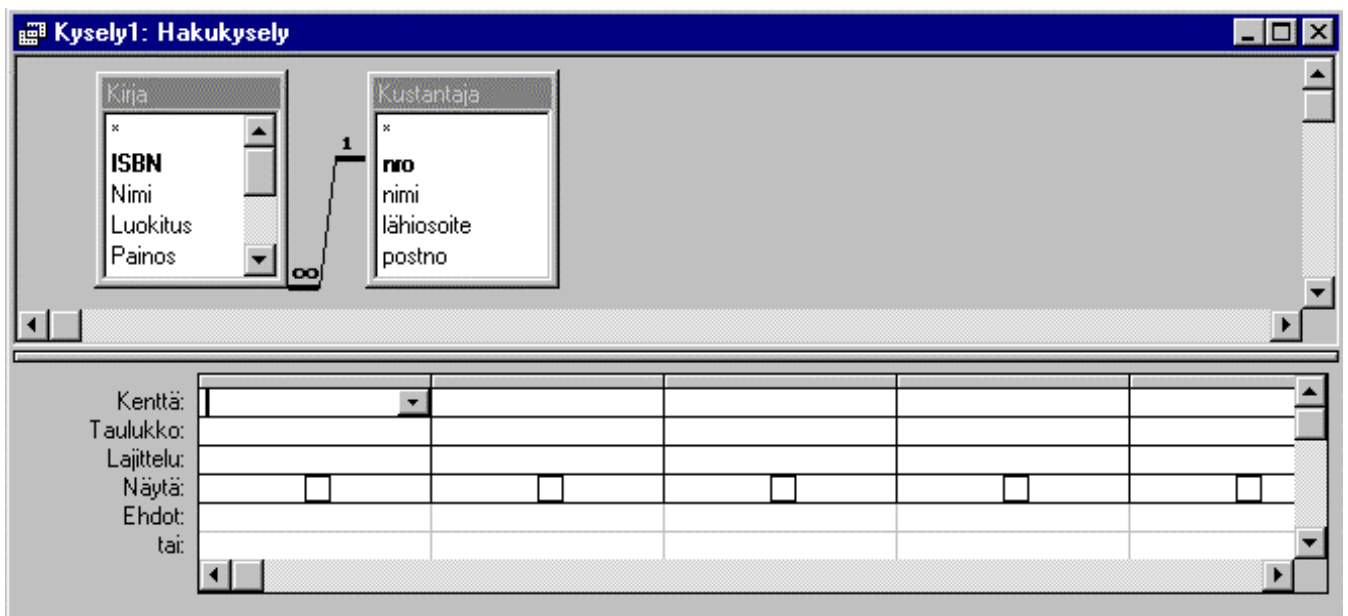 Kysely1: Hakukysely
Kirja
*
ISBN
Nimi
Luokitus
Painos
∞
1
Kustantaja
*
nro
nimi
lähiosoite
postno
Kenttä:
Taulukko:
Lajittelu:
Näytä:
Ehdot:
tai: